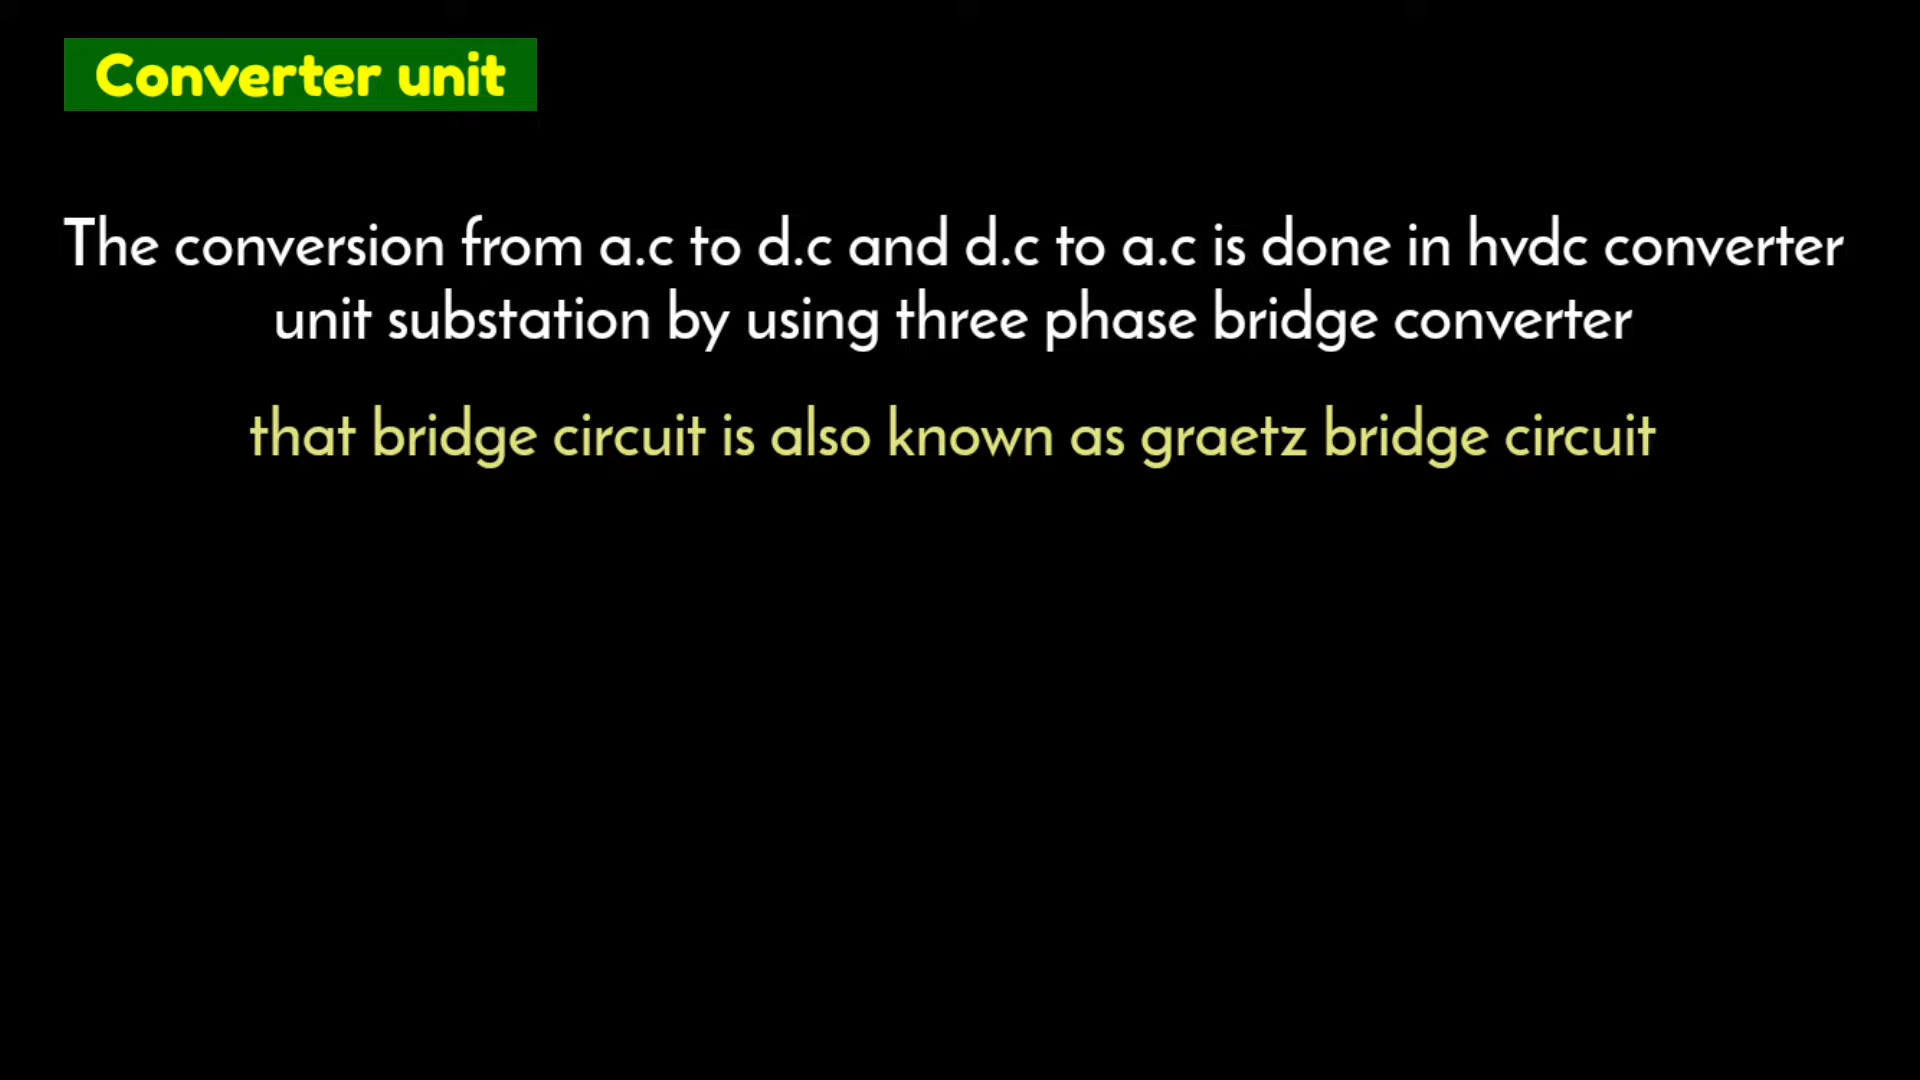 Converter unit
The conversion from a.c to d.c and d.c to a.c is done in hvdc converter
unit substation by using three phase bridge converter
that bridge circuit is also known as graetz bridge circuit